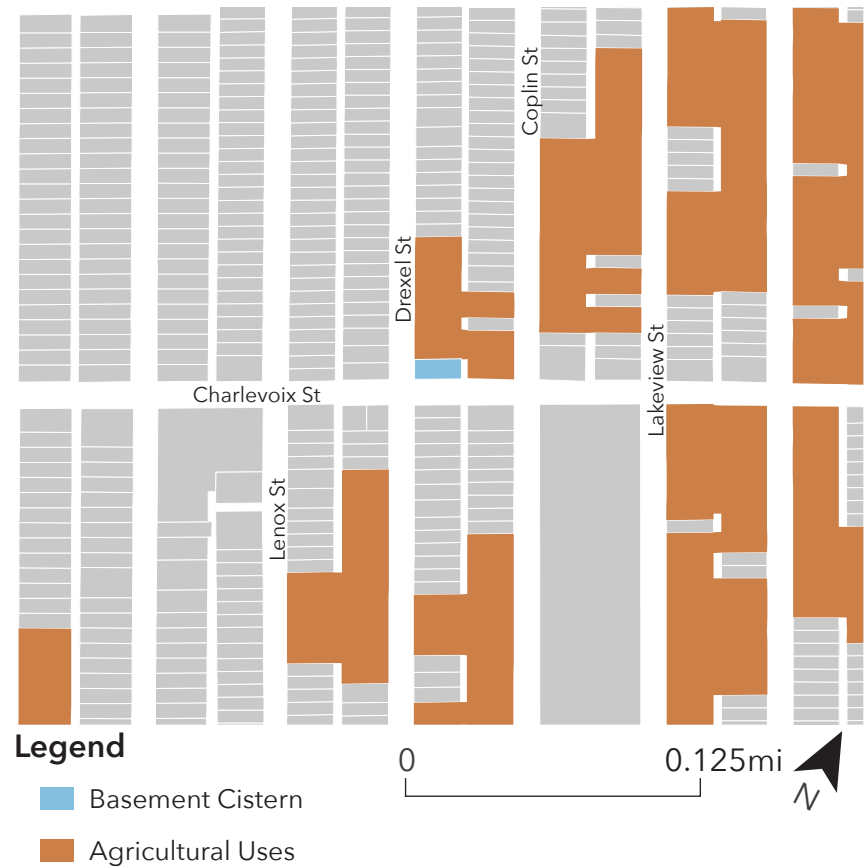 Coplin St
Drexel St
Lakeview St
Charlevoix St
Lenox St
Legend
0
0.125mi
N
Basement Cistern
Agricultural Uses